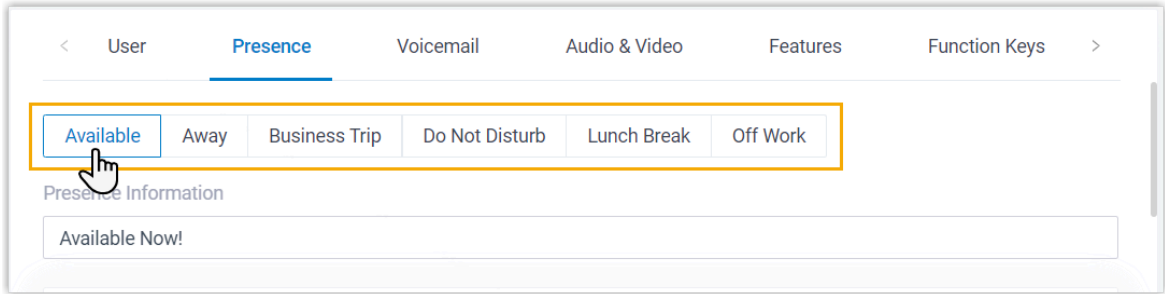 < User Presence Voicemail Audio & Video Features Function Keys >
Available Away Business Trip Do Not Disturb Lunch Break Off Work
Presence Information
Available Now!